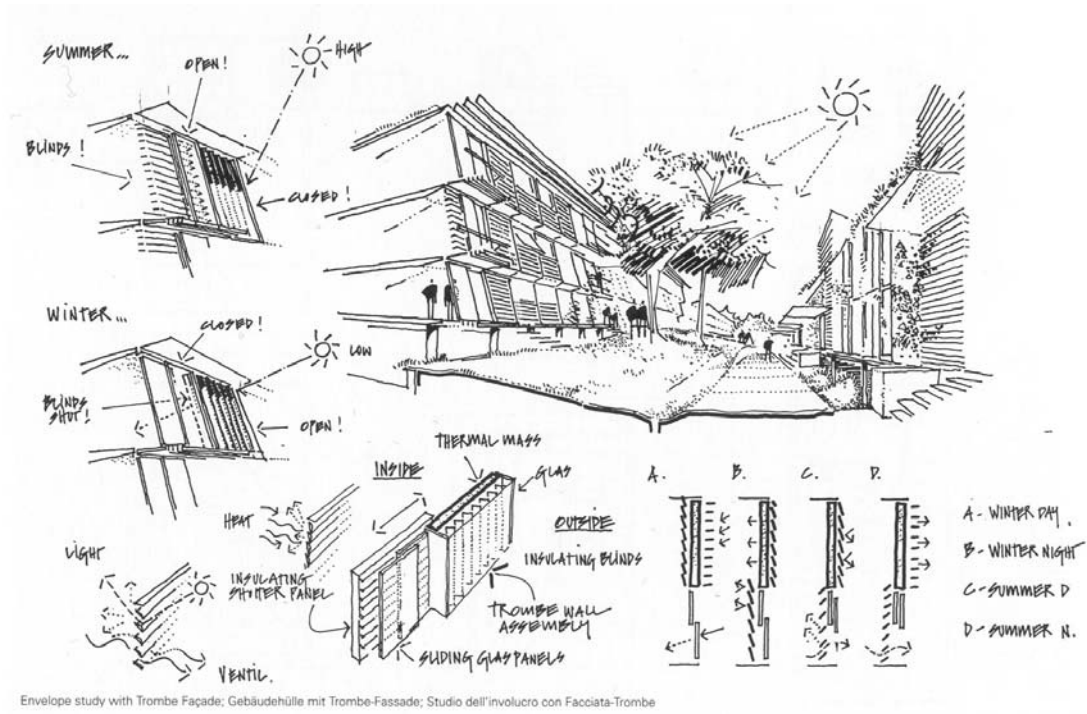 SUMMER...
OPEN!
HIGH
BLINDS!
CLOSED!
WINTER...
CLOSED!
LOW
BLINDS
SHUT!
OPEN!
THERMAL MASS
INSIDE
GLAS
HEAT
OUTSIDE
LIGHT
INSULATING
SHUTTER PANEL
INSULATING BLINDS
TROMBE WALL
ASSEMBLY
SLIDING GLAS PANELS
VENTIL.
A. B. C. D.
A - WINTER DAY.
B - WINTER NIGHT
C - SUMMER D
D - SUMMER N.
Envelope study with Trombe Façade; Gebäudehülle mit Trombe-Fassade; Studio dell'involucro con Facciata-Trombe